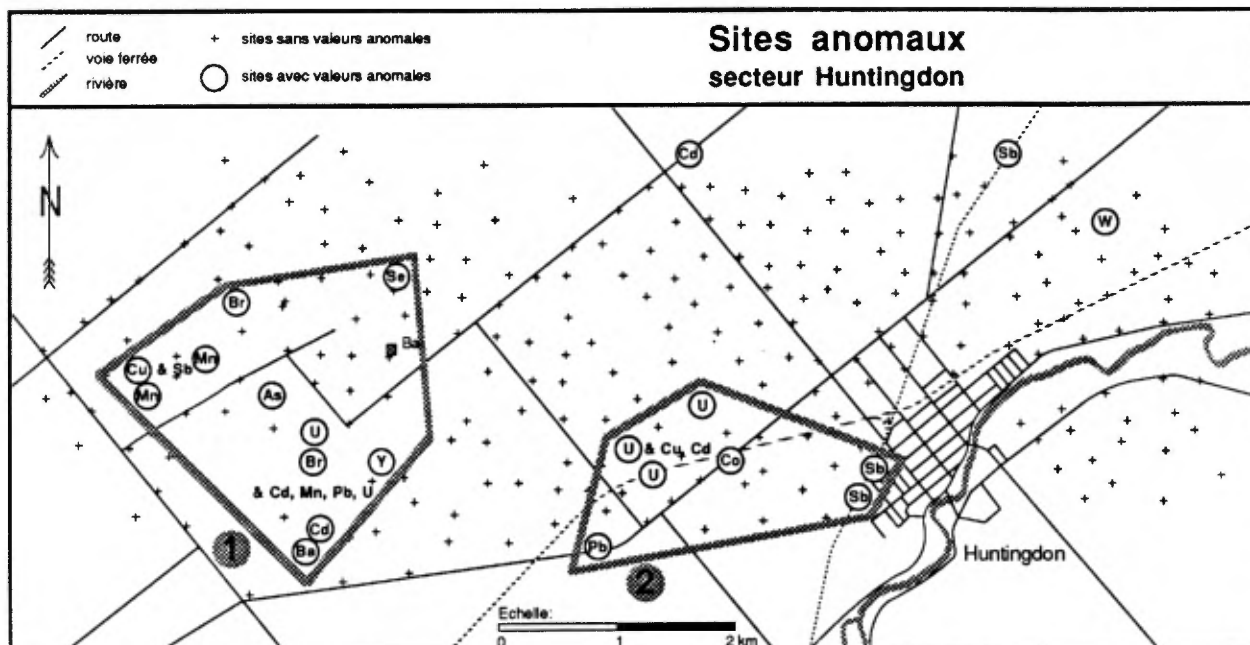 route
voie ferrée
rivière
sites sans valeurs anomales
sites avec valeurs anomales
Sites anomaux
secteur Huntingdon
N
Cd
Sb
W
Se
Br
Ba
Cu & Sb Mn
Mn
As
U
Br
Y
& Cd, Mn, Pb, U
Cd
Ba
1
U
U & Cu, Cd
U
Co
Sb
Sb
Pb
2
Huntingdon
Echelle:
0 1 2 km